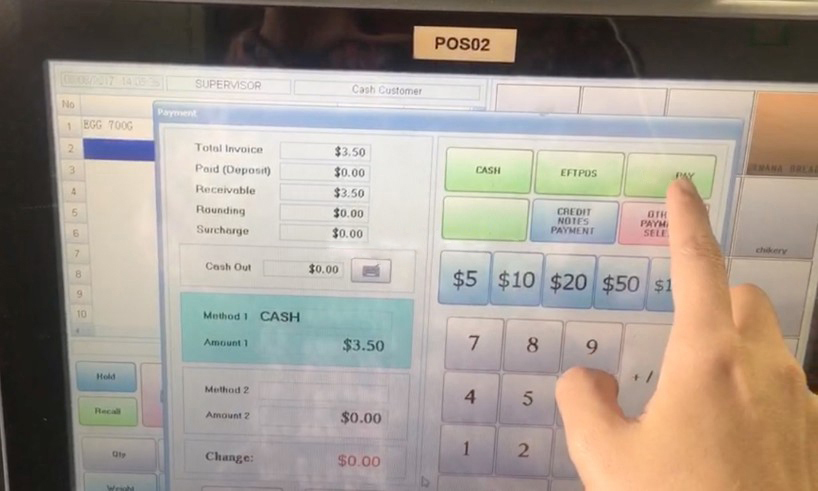 POS02
SUPERVISOR
Cash Customer
No
Payment
1 EGG 700G
2
3
4
5
6
7
8
9
10
Total Invoice $3.50
Paid (Deposit) $0.00
Receivable $3.50
Rounding $0.00
Surcharge $0.00
Cash Out $0.00
Method 1 CASH
Amount 1 $3.50
Method 2
Amount 2 $0.00
Change: $0.00
CASH
EFTPOS
CREDIT
NOTES
PAYMENT
$5
$10
$20
$50
7
8
9
+ /
4
5
1
2
Hold
Recall
Qty
Weight
chikery